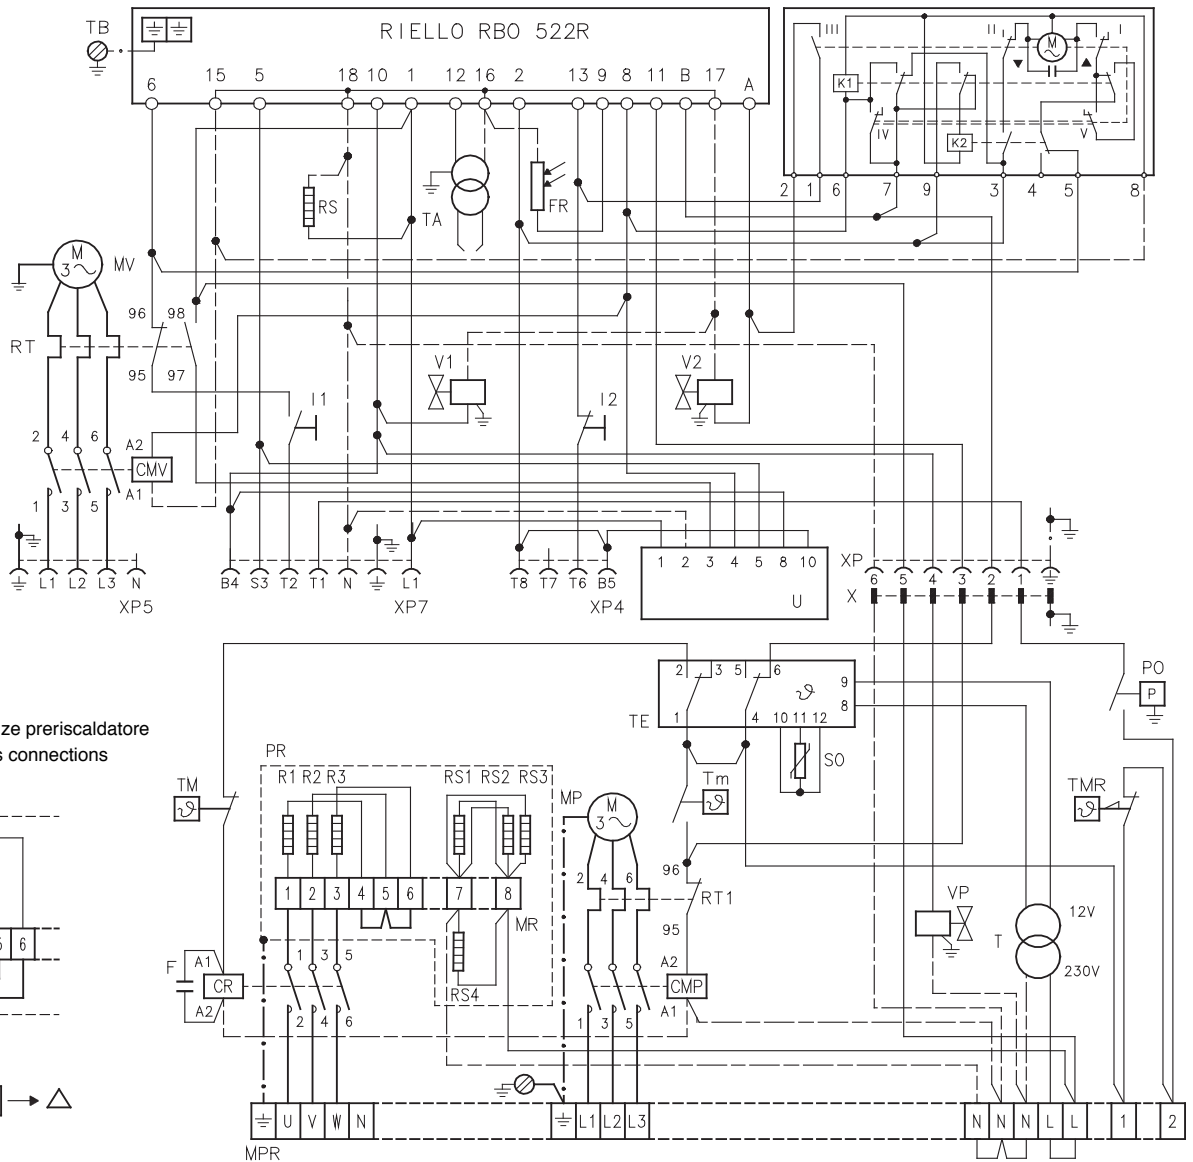 RIELLO RBO 522R
TB
6 15 5 18 10 1 12 16 2 13 9 8 11 B 17 A
III II I
M
K1
IV V
K2
2 1 6 7 9 3 4 5 8
RS TA FR
M
3
MV
96 98
RT
95 97
V1 V2
I1 I2
2 4 6
A2
CMV
A1
1 3 5
L1 L2 L3 N
XP5
B4 S3 T2 T1 N L1
XP7
T8 T7 T6 B5
XP4
1 2 3 4 5 8 10
U
XP
6 5 4 3 2 1
X
2 3 5 6
9
8
TE
1 4 10 11 12
SO
PO
P
ze preriscaldatore
s connections
PR
R1 R2 R3 RS1 RS2 RS3
TM
MP
M
3
Tm
TMR
1 2 3 4 5 6 7 8
MR
2 4 6
96
RT1
95
VP
T
12V
230V
6
F
A1
CR
A2
1 3 5
2 4 6
RS4
A2
CMP
A1
1 3 5
U V W N
L1 L2 L3
N N N L L 1 2
MPR